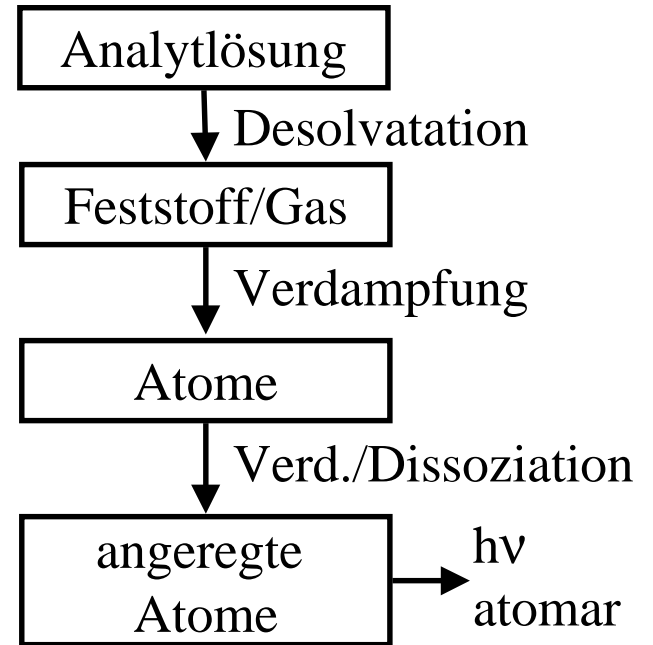 Analytlösung
Desolvatation
Feststoff/Gas
Verdampfung
Atome
Verd./Dissoziation
angeregte
Atome
hν
atomar